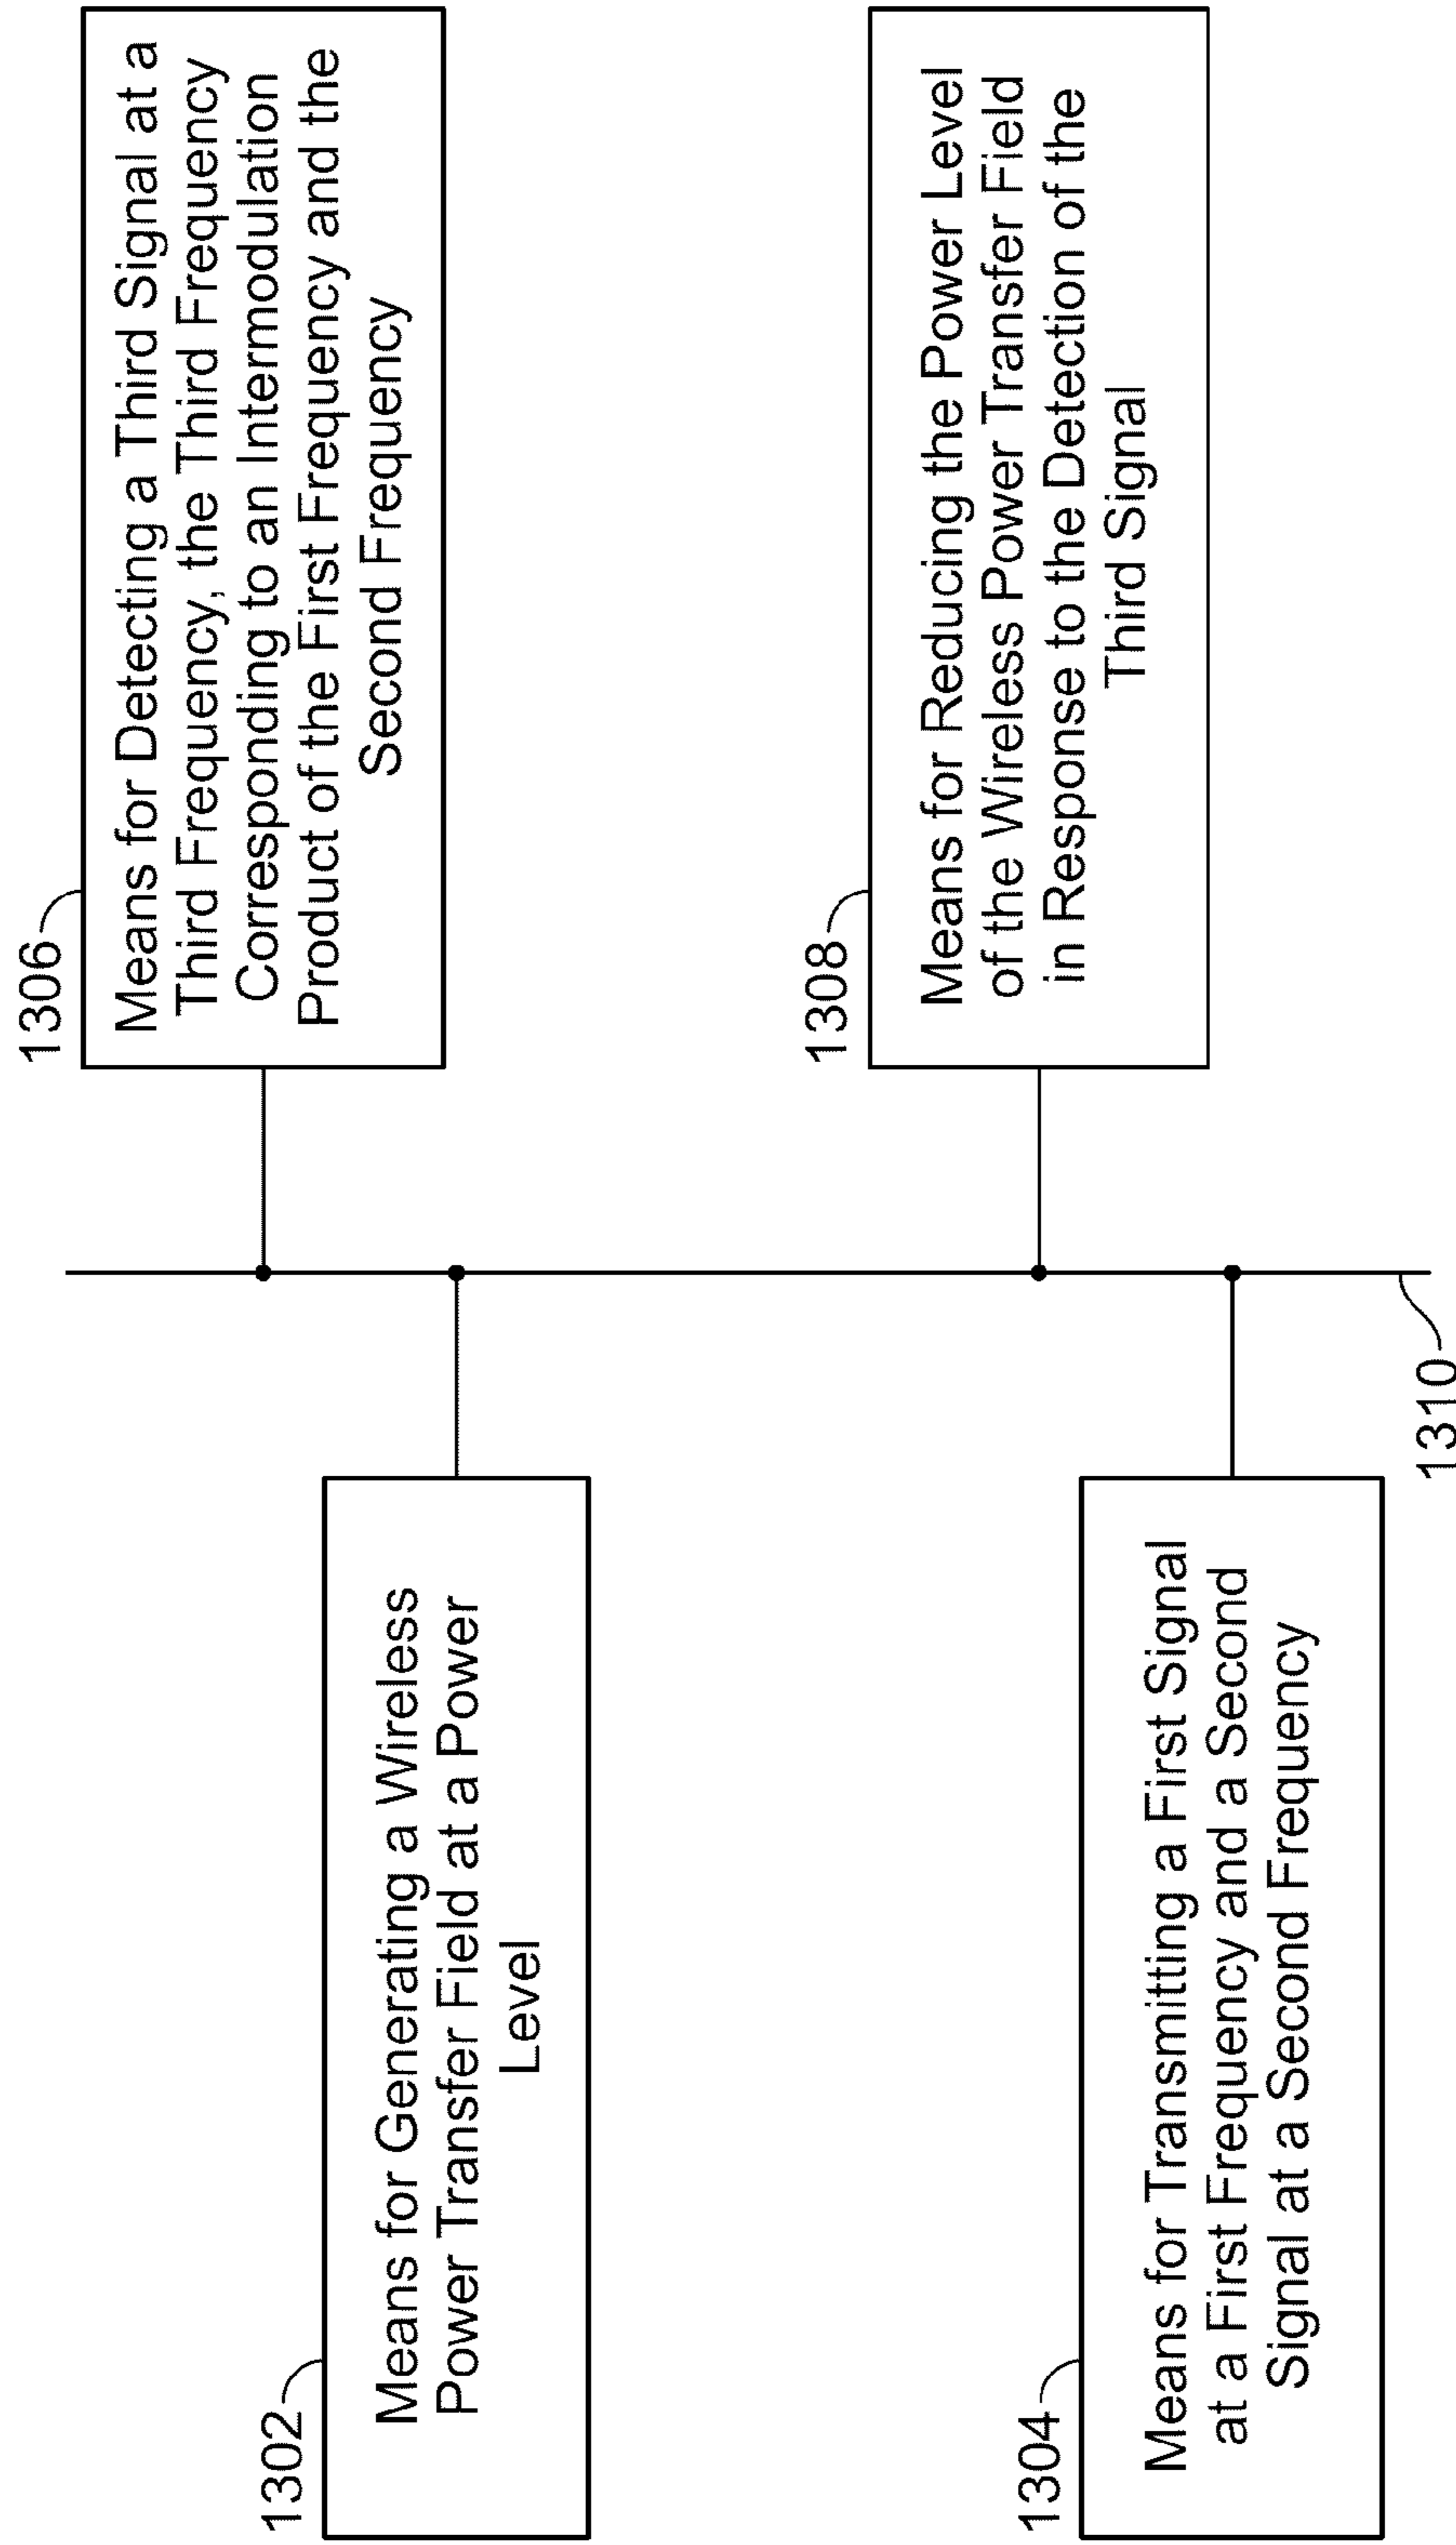 1302
Means for Generating a Wireless
Power Transfer Field at a Power
Level
1306
Means for Detecting a Third Signal at a
Third Frequency, the Third Frequency
Corresponding to an Intermodulation
Product of the First Frequency and the
Second Frequency
1304
Means for Transmitting a First Signal
at a First Frequency and a Second
Signal at a Second Frequency
1308
Means for Reducing the Power Level
of the Wireless Power Transfer Field
in Response to the Detection of the
Third Signal
1310